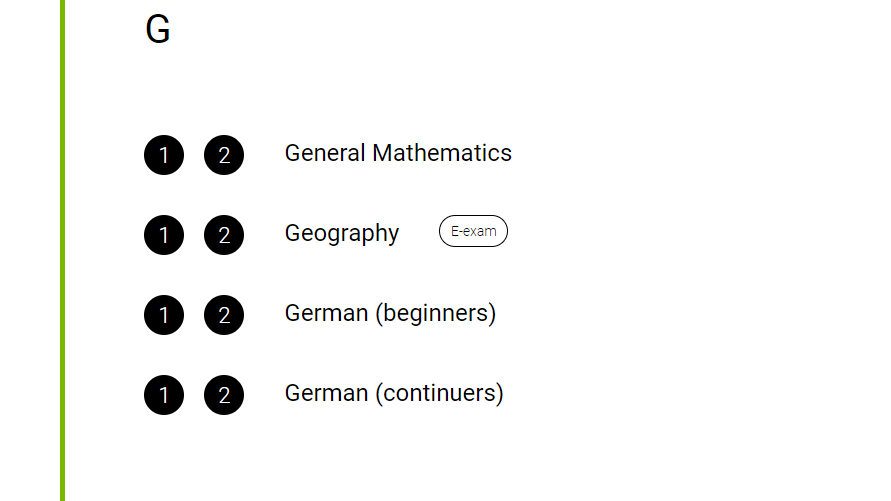 G
1 2 General Mathematics
1 2 Geography E-exam
1 2 German (beginners)
1 2 German (continuers)